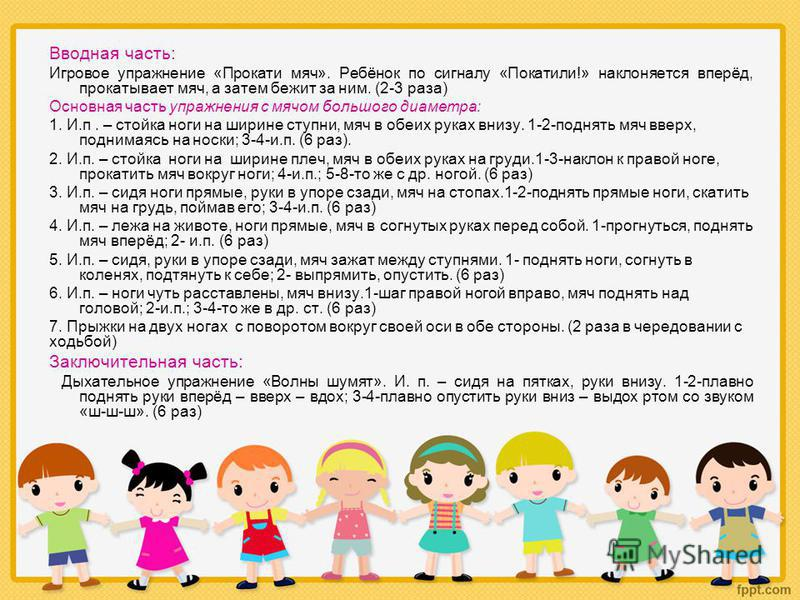 Вводная часть:
Игровое упражнение «Прокати мяч». Ребёнок по сигналу «Покатили!» наклоняется вперёд,
прокатывает мяч, а затем бежит за ним. (2-3 раза)
Основная часть упражнения с мячом большого диаметра:
1. И.п . – стойка ноги на ширине ступни, мяч в обеих руках внизу. 1-2-поднять мяч вверх,
поднимаясь на носки; 3-4-и.п. (6 раз).
2. И.п. – стойка ноги на ширине плеч, мяч в обеих руках на груди.1-3-наклон к правой ноге,
прокатить мяч вокруг ноги; 4-и.п.; 5-8-то же с др. ногой. (6 раз)
3. И.п. – сидя ноги прямые, руки в упоре сзади, мяч на стопах.1-2-поднять прямые ноги, скатить
мяч на грудь, поймав его; 3-4-и.п. (6 раз)
4. И.п. – лежа на животе, ноги прямые, мяч в согнутых руках перед собой. 1-прогнуться, поднять
мяч вперёд; 2- и.п. (6 раз)
5. И.п. – сидя, руки в упоре сзади, мяч зажат между ступнями. 1- поднять ноги, согнуть в
коленях, подтянуть к себе; 2- выпрямить, опустить. (6 раз)
6. И.п. – ноги чуть расставлены, мяч внизу.1-шаг правой ногой вправо, мяч поднять над
головой; 2-и.п.; 3-4-то же в др. ст. (6 раз)
7. Прыжки на двух ногах с поворотом вокруг своей оси в обе стороны. (2 раза в чередовании с
ходьбой)
Заключительная часть:
Дыхательное упражнение «Волны шумят». И. п. – сидя на пятках, руки внизу. 1-2-плавно
поднять руки вперёд – вверх – вдох; 3-4-плавно опустить руки вниз – выдох ртом со звуком
«ш-ш-ш». (6 раз)
MyShared
fppt.com